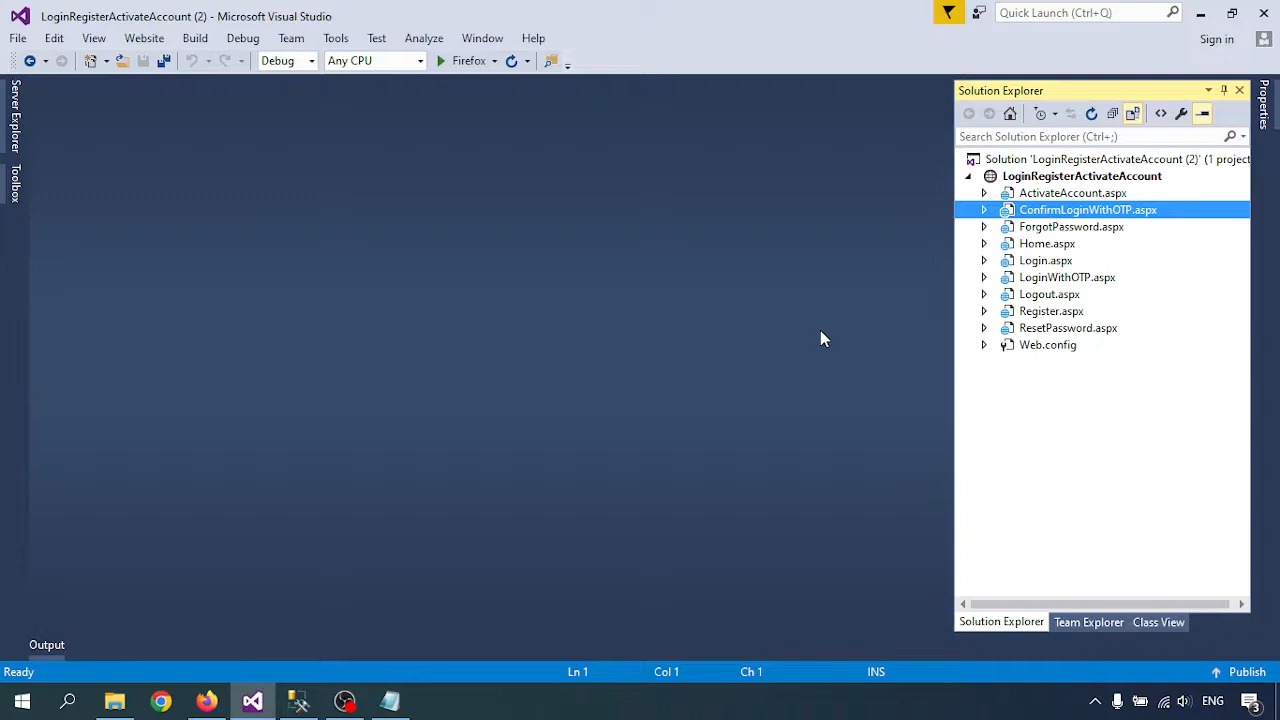 LoginRegisterActivateAccount (2) - Microsoft Visual Studio
Quick Launch (Ctrl+Q)
File Edit View Website Build Debug Team Tools Test Analyze Window Help
Sign in
Debug Any CPU Firefox
Server Explorer
Toolbox
Solution Explorer
Search Solution Explorer (Ctrl+;)
Solution 'LoginRegisterActivateAccount (2)' (1 project
LoginRegisterActivateAccount
ActivateAccount.aspx
ConfirmLoginWithOTP.aspx
ForgotPassword.aspx
Home.aspx
Login.aspx
LoginWithOTP.aspx
Logout.aspx
Register.aspx
ResetPassword.aspx
Web.config
Properties
Solution Explorer Team Explorer Class View
Output
Ready Ln 1 Col 1 Ch 1 INS Publish
ENG 3